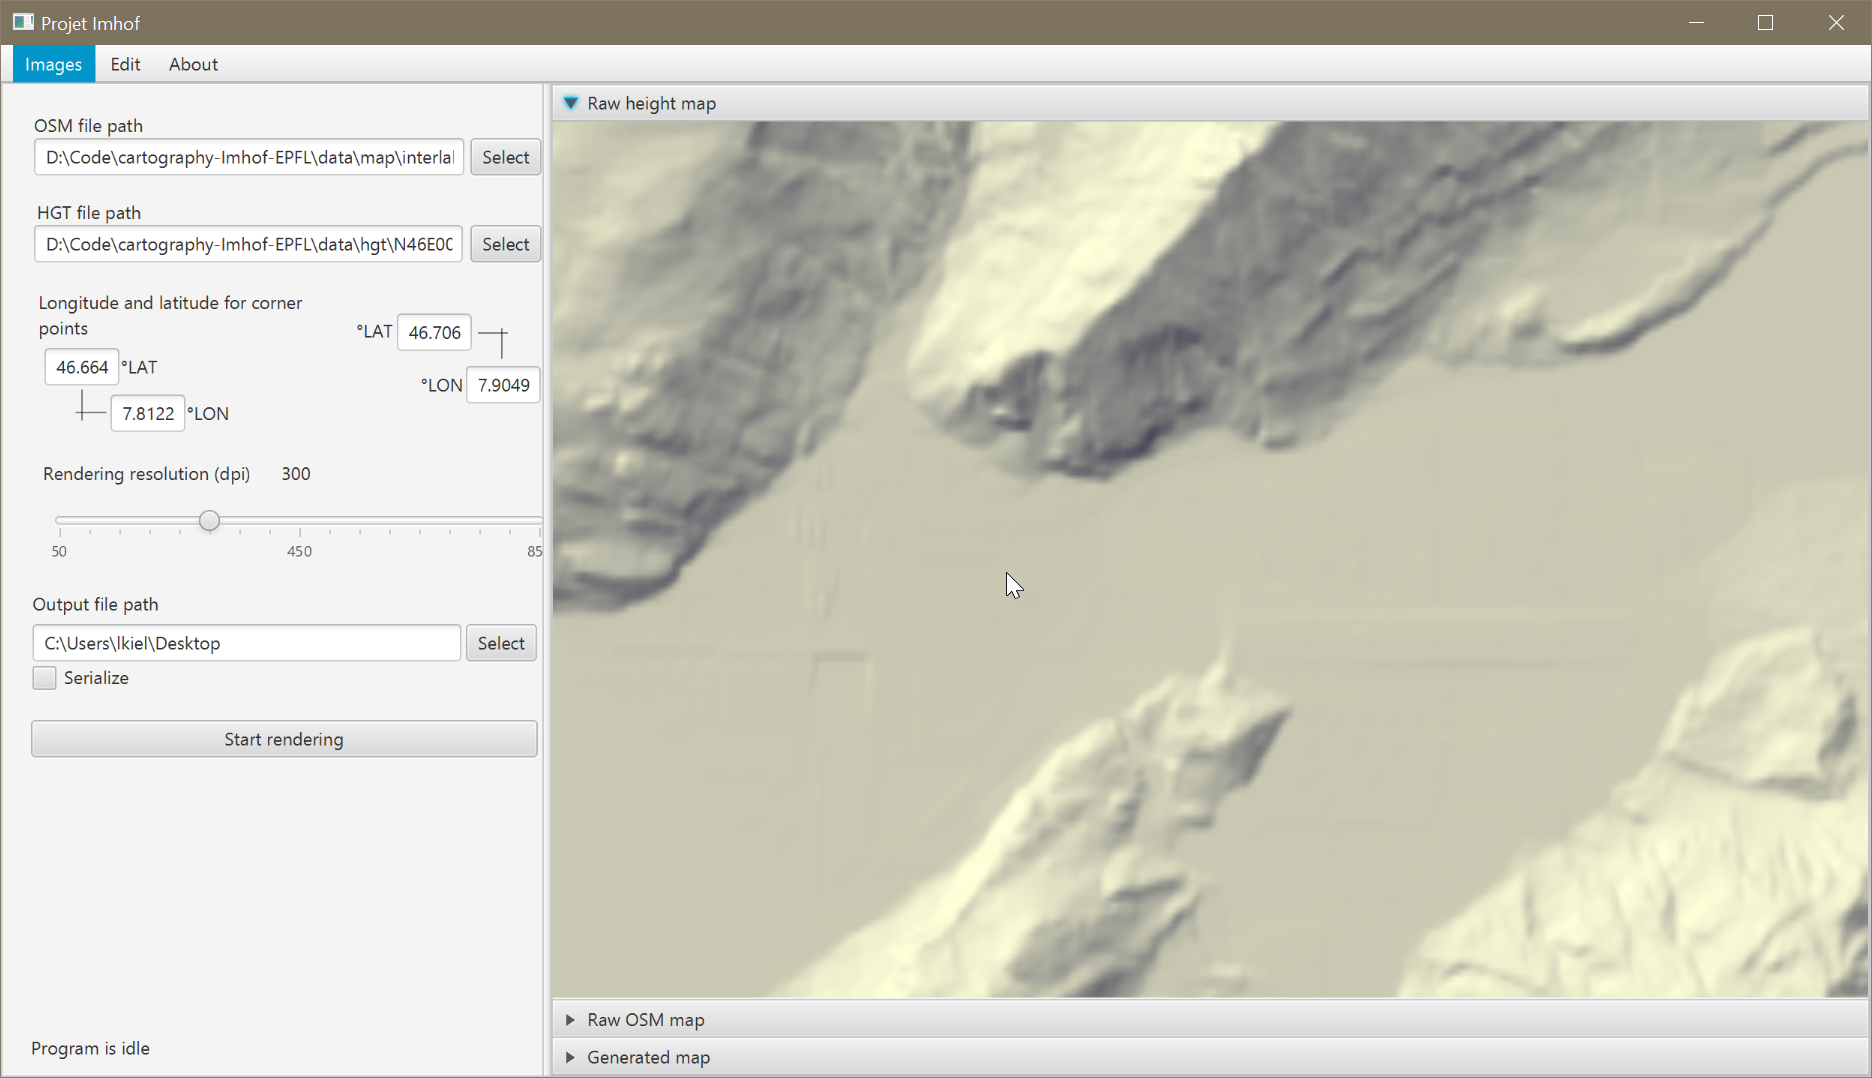 Projet Imhof
Images Edit About
OSM file path
D:\Code\cartography-Imhof-EPFL\data\map\interlal Select
HGT file path
D:\Code\cartography-Imhof-EPFL\data\hgt\N46E0 Select
Longitude and latitude for corner
points
°LAT 46.706
46.664 °LAT
°LON 7.9049
7.8122 °LON
Rendering resolution (dpi) 300
50 450 85
Output file path
C:\Users\lkiel\Desktop Select
Serialize
Start rendering
Program is idle
Raw height map
Raw OSM map
Generated map